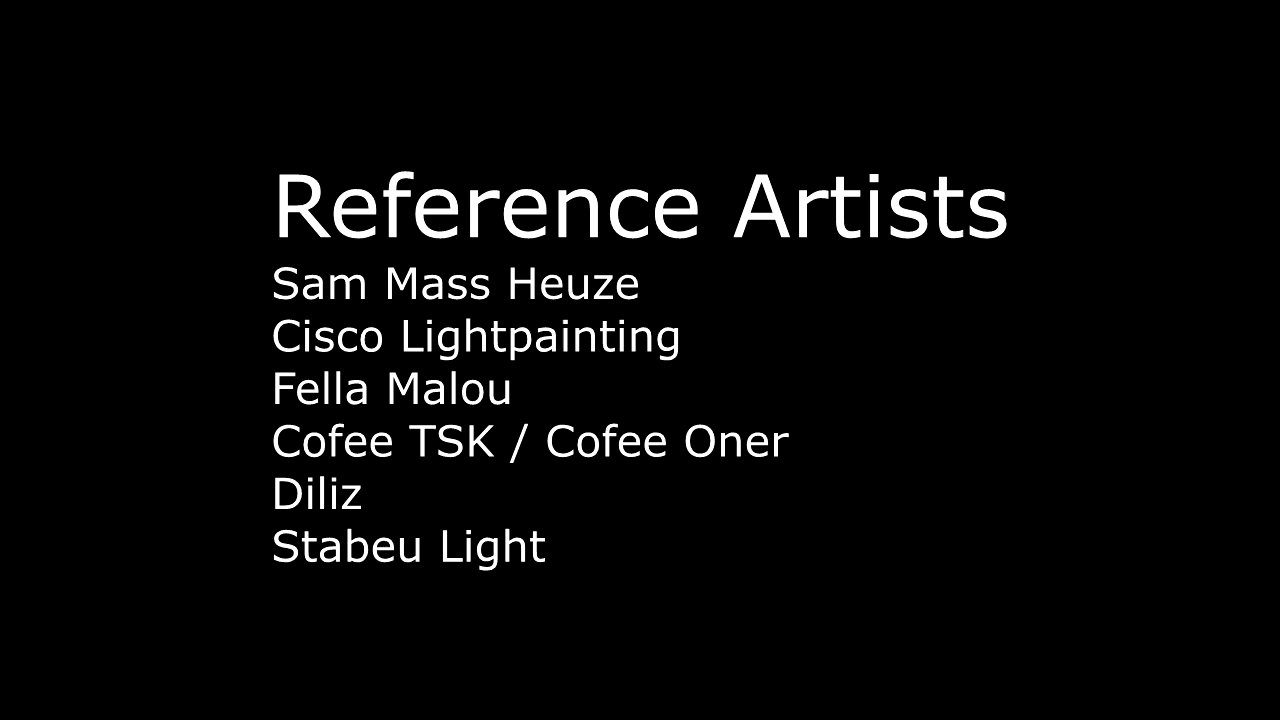 Reference Artists
Sam Mass Heuze
Cisco Lightpainting
Fella Malou
Cofee TSK / Cofee Oner
Diliz
Stabeu Light